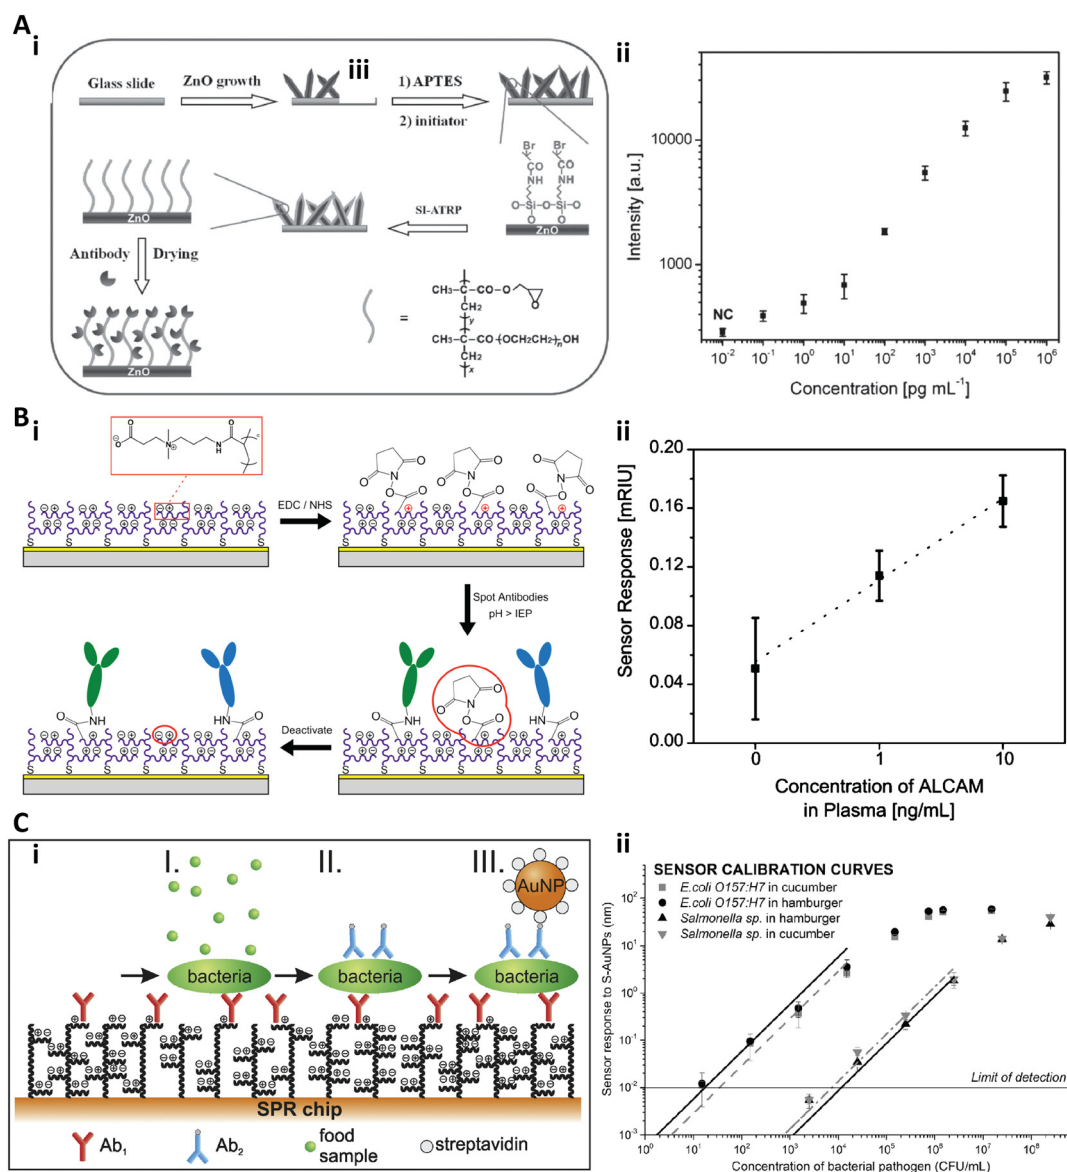 A
i
Glass slide
ZnO growth
iii
1) APTES
2) initiator
Br
Br
CO
CO
NH
NH
O-Si-O-Si-O
O
O
ZnO
SI-ATRP
ZnO
Antibody
Drying
ZnO
=
CH3-C-CO-O
O
CH2
y
CH3-C-CO-(OCH2CH2)nOH
CH2
x
ii
Intensity [a.u.]
10000
1000
NC
10⁻² 10⁻¹ 10⁰ 10¹ 10² 10³ 10⁴ 10⁵ 10⁶
Concentration [pg mL⁻¹]
B
i
EDC / NHS
Spot Antibodies
pH > IEP
Deactivate
NH
NH
NH
NH
S S S S S S
ii
Sensor Response [mRIU]
0.20
0.16
0.12
0.08
0.04
0.00
0 1 10
Concentration of ALCAM
in Plasma [ng/mL]
C
i
I.
II.
III.
AuNP
bacteria
bacteria
bacteria
SPR chip
Ab₁
Ab₂
food
sample
streptavidin
ii
SENSOR CALIBRATION CURVES
E.coli O157:H7 in cucumber
E.coli O157:H7 in hamburger
Salmonella sp. in hamburger
Salmonella sp. in cucumber
Sensor response to S-AuNPs (nm)
10²
10¹
10⁰
10⁻¹
10⁻²
10⁻³
Limit of detection
10⁰ 10¹ 10² 10³ 10⁴ 10⁵ 10⁶ 10⁷ 10⁸
Concentration of bacterial pathogen (CFU/mL)